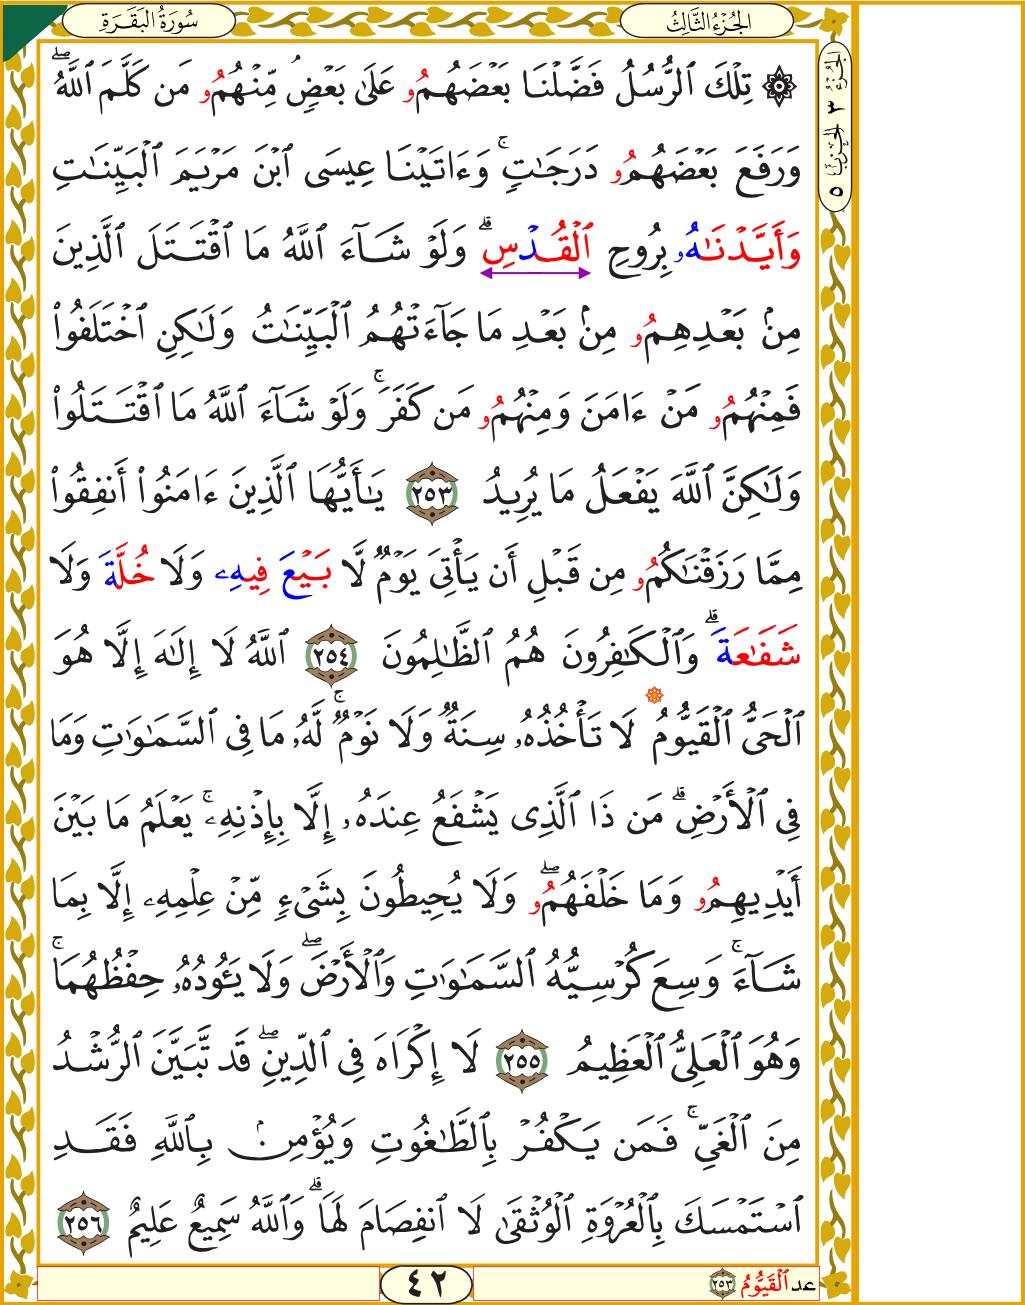 سُورَةُ البَقَرَةِ
الجُزْءُ الثَّالِثُ
الجُزْءُ ٣ الحِزْبُ ٥
۞ تِلْكَ ٱلرُّسُلُ فَضَّلْنَا بَعْضَهُمُۥ عَلَىٰ بَعْضٖ مِّنْهُمُۥ مَن كَلَّمَ ٱللَّهُۖ
وَرَفَعَ بَعْضَهُمُۥ دَرَجَٰتٖۚ وَءَاتَيْنَا عِيسَى ٱبْنَ مَرْيَمَ ٱلْبَيِّنَٰتِ
وَأَيَّدْنَٰهُۥ بِرُوحِ ٱلْقُدْسِۗ وَلَوْ شَآءَ ٱللَّهُ مَا ٱقْتَتَلَ ٱلَّذِينَ
مِنۢ بَعْدِهِمُۥ مِنۢ بَعْدِ مَا جَآءَتْهُمُ ٱلْبَيِّنَٰتُ وَلَٰكِنِ ٱخْتَلَفُوا۟
فَمِنْهُمُۥ مَنْ ءَامَنَ وَمِنْهُمُۥ مَن كَفَرَۚ وَلَوْ شَآءَ ٱللَّهُ مَا ٱقْتَتَلُوا۟
وَلَٰكِنَّ ٱللَّهَ يَفْعَلُ مَا يُرِيدُ ٢٥٣ يَٰٓأَيُّهَا ٱلَّذِينَ ءَامَنُوٓا۟ أَنفِقُوا۟
مِمَّا رَزَقْنَٰكُمُۥ مِن قَبْلِ أَن يَأْتِيَ يَوْمٞ لَّا بَيْعَ فِيهِۦ وَلَا خُلَّةَ وَلَا
شَفَٰعَةَۗ وَٱلْكَٰفِرُونَ هُمُ ٱلظَّٰلِمُونَ ٢٥٤ ٱللَّهُ لَآ إِلَٰهَ إِلَّا هُوَ
ٱلْحَيُّ ٱلْقَيُّومُ لَا تَأْخُذُهُۥ سِنَةٞ وَلَا نَوْمٞۚ لَّهُۥ مَا فِي ٱلسَّمَٰوَٰتِ وَمَا
فِي ٱلْأَرْضِۗ مَن ذَا ٱلَّذِي يَشْفَعُ عِندَهُۥٓ إِلَّا بِإِذْنِهِۦۚ يَعْلَمُ مَا بَيْنَ
أَيْدِيهِمُۥ وَمَا خَلْفَهُمُۥۖ وَلَا يُحِيطُونَ بِشَيْءٖ مِّنْ عِلْمِهِۦٓ إِلَّا بِمَا
شَآءَۚ وَسِعَ كُرْسِيُّهُ ٱلسَّمَٰوَٰتِ وَٱلْأَرْضَۖ وَلَا يَـُٔودُهُۥ حِفْظُهُمَاۚ
وَهُوَ ٱلْعَلِيُّ ٱلْعَظِيمُ ٢٥٥ لَآ إِكْرَاهَ فِي ٱلدِّينِۖ قَد تَّبَيَّنَ ٱلرُّشْدُ
مِنَ ٱلْغَيِّۚ فَمَن يَكْفُرْ بِٱلطَّٰغُوتِ وَيُؤْمِنۢ بِٱللَّهِ فَقَدِ
ٱسْتَمْسَكَ بِٱلْعُرْوَةِ ٱلْوُثْقَىٰ لَا ٱنفِصَامَ لَهَاۗ وَٱللَّهُ سَمِيعٌ عَلِيمٌ ٢٥٦
عد ٱلْقَيُّومُ ٢٥٣
٤٢